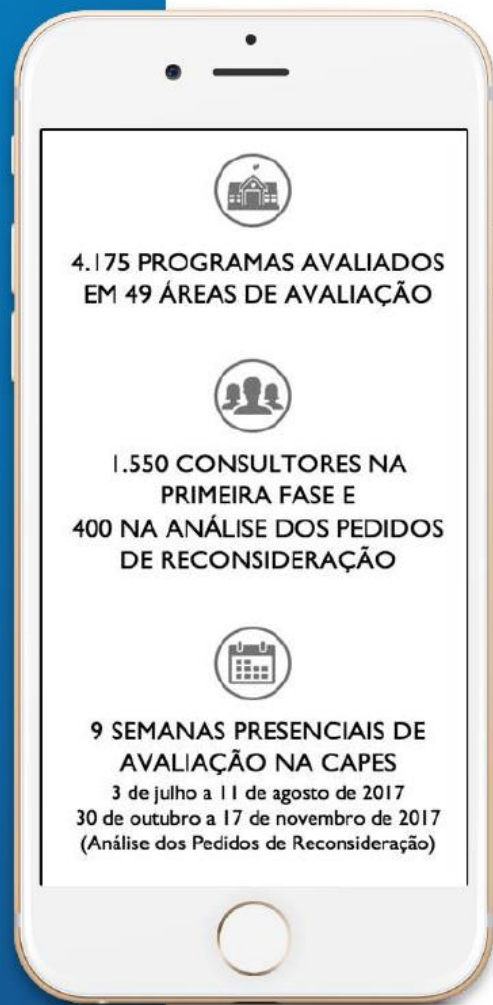 4.175 PROGRAMAS AVALIADOS
EM 49 ÁREAS DE AVALIAÇÃO
1.550 CONSULTORES NA
PRIMEIRA FASE E
400 NA ANÁLISE DOS PEDIDOS
DE RECONSIDERAÇÃO
9 SEMANAS PRESENCIAIS DE
AVALIAÇÃO NA CAPES
3 de julho a 11 de agosto de 2017
30 de outubro a 17 de novembro de 2017
(Análise dos Pedidos de Reconsideração)